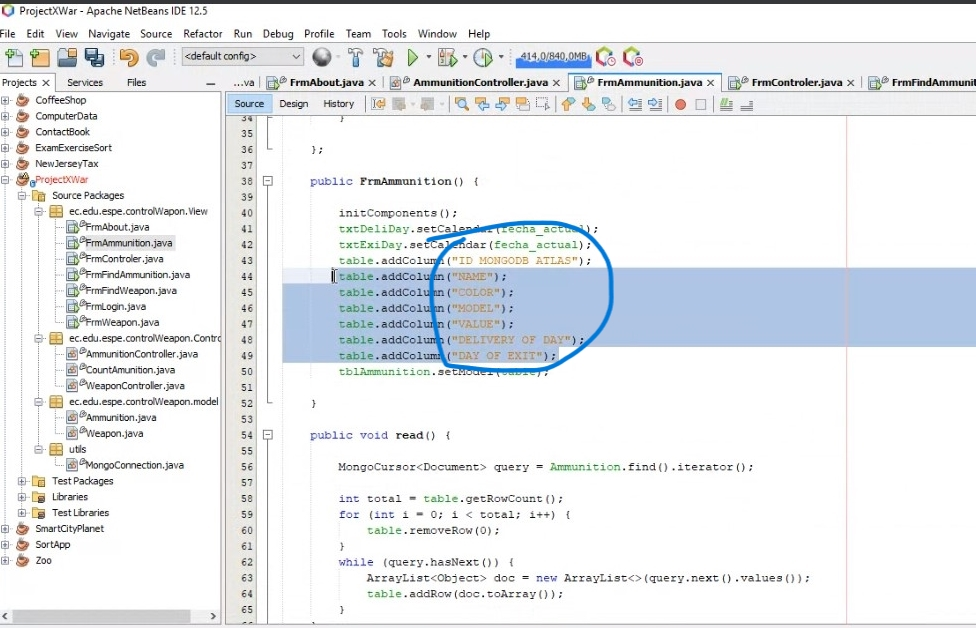 ProjectXWar - Apache NetBeans IDE 12.5
File Edit View Navigate Source Refactor Run Debug Profile Team Tools Window Help
<default config>
414,0/840,0MB
Projects Services Files
...va FrmAbout.java AmmunitionController.java FrmAmmunition.java FrmControler.java FrmFindAmmuniti
Source Design History
CoffeeShop
ComputerData
ContactBook
ExamExerciseSort
NewJerseyTax
ProjectXWar
Source Packages
ec.edu.espe.controlWapon.View
FrmAbout.java
FrmAmmunition.java
FrmControler.java
FrmFindAmmunition.java
FrmFindWeapon.java
FrmLogin.java
FrmWeapon.java
ec.edu.espe.controlWeapon.Contro
AmmunitionController.java
CountAmunition.java
WeaponController.java
ec.edu.espe.controlWeapon.model
Ammunition.java
Weapon.java
utils
MongoConnection.java
Test Packages
Libraries
Test Libraries
SmartCityPlanet
SortApp
Zoo
34 }
35
36 };
37
38 public FrmAmmunition() {
39
40 initComponents();
41 txtDeliDay.setCalendar(fecha_actual);
42 txtExiDay.setCalendar(fecha_actual);
43 table.addColumn("ID MONGODB ATLAS");
44 table.addColumn("NAME");
45 table.addColumn("COLOR");
46 table.addColumn("MODEL");
47 table.addColumn("VALUE");
48 table.addColumn("DELIVERY OF DAY");
49 table.addColumn("DAY OF EXIT");
50 tblAmmunition.setModel(table);
51
52 }
53
54 public void read() {
55
56 MongoCursor<Document> query = Ammunition.find().iterator();
57
58 int total = table.getRowCount();
59 for (int i = 0; i < total; i++) {
60 table.removeRow(0);
61 }
62 while (query.hasNext()) {
63 ArrayList<Object> doc = new ArrayList<>(query.next().values());
64 table.addRow(doc.toArray());
65 }